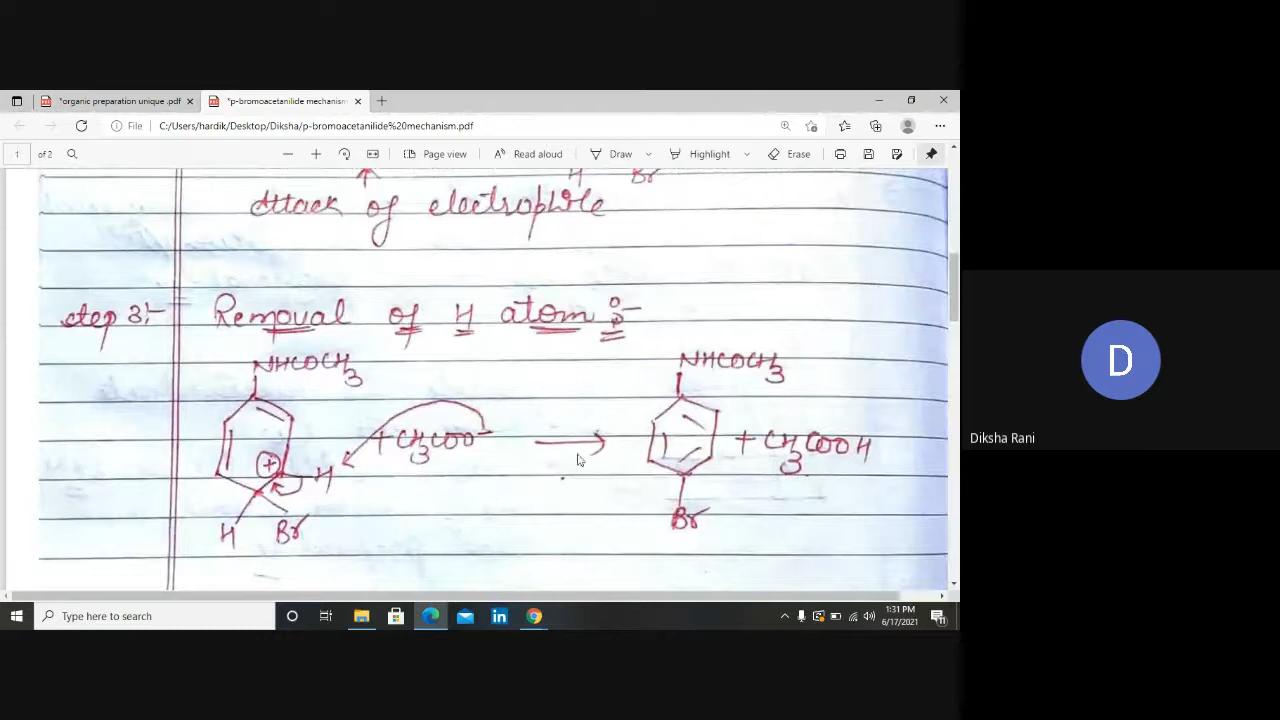 *organic preparation unique .pdf
*p-bromoacetanilide mechanism
File
C:/Users/hardik/Desktop/Diksha/p-bromoacetanilide%20mechanism.pdf
1 of 2
Page view
Read aloud
Draw
Highlight
Erase
H Br
Attack of electrophile
Step 3:- Removal of H atom :-
NHCOCH3 NHCOCH3
+ CH3COO- → + CH3COOH
+ H
H Br Br
D
Diksha Rani
Type here to search
1:31 PM
6/17/2021